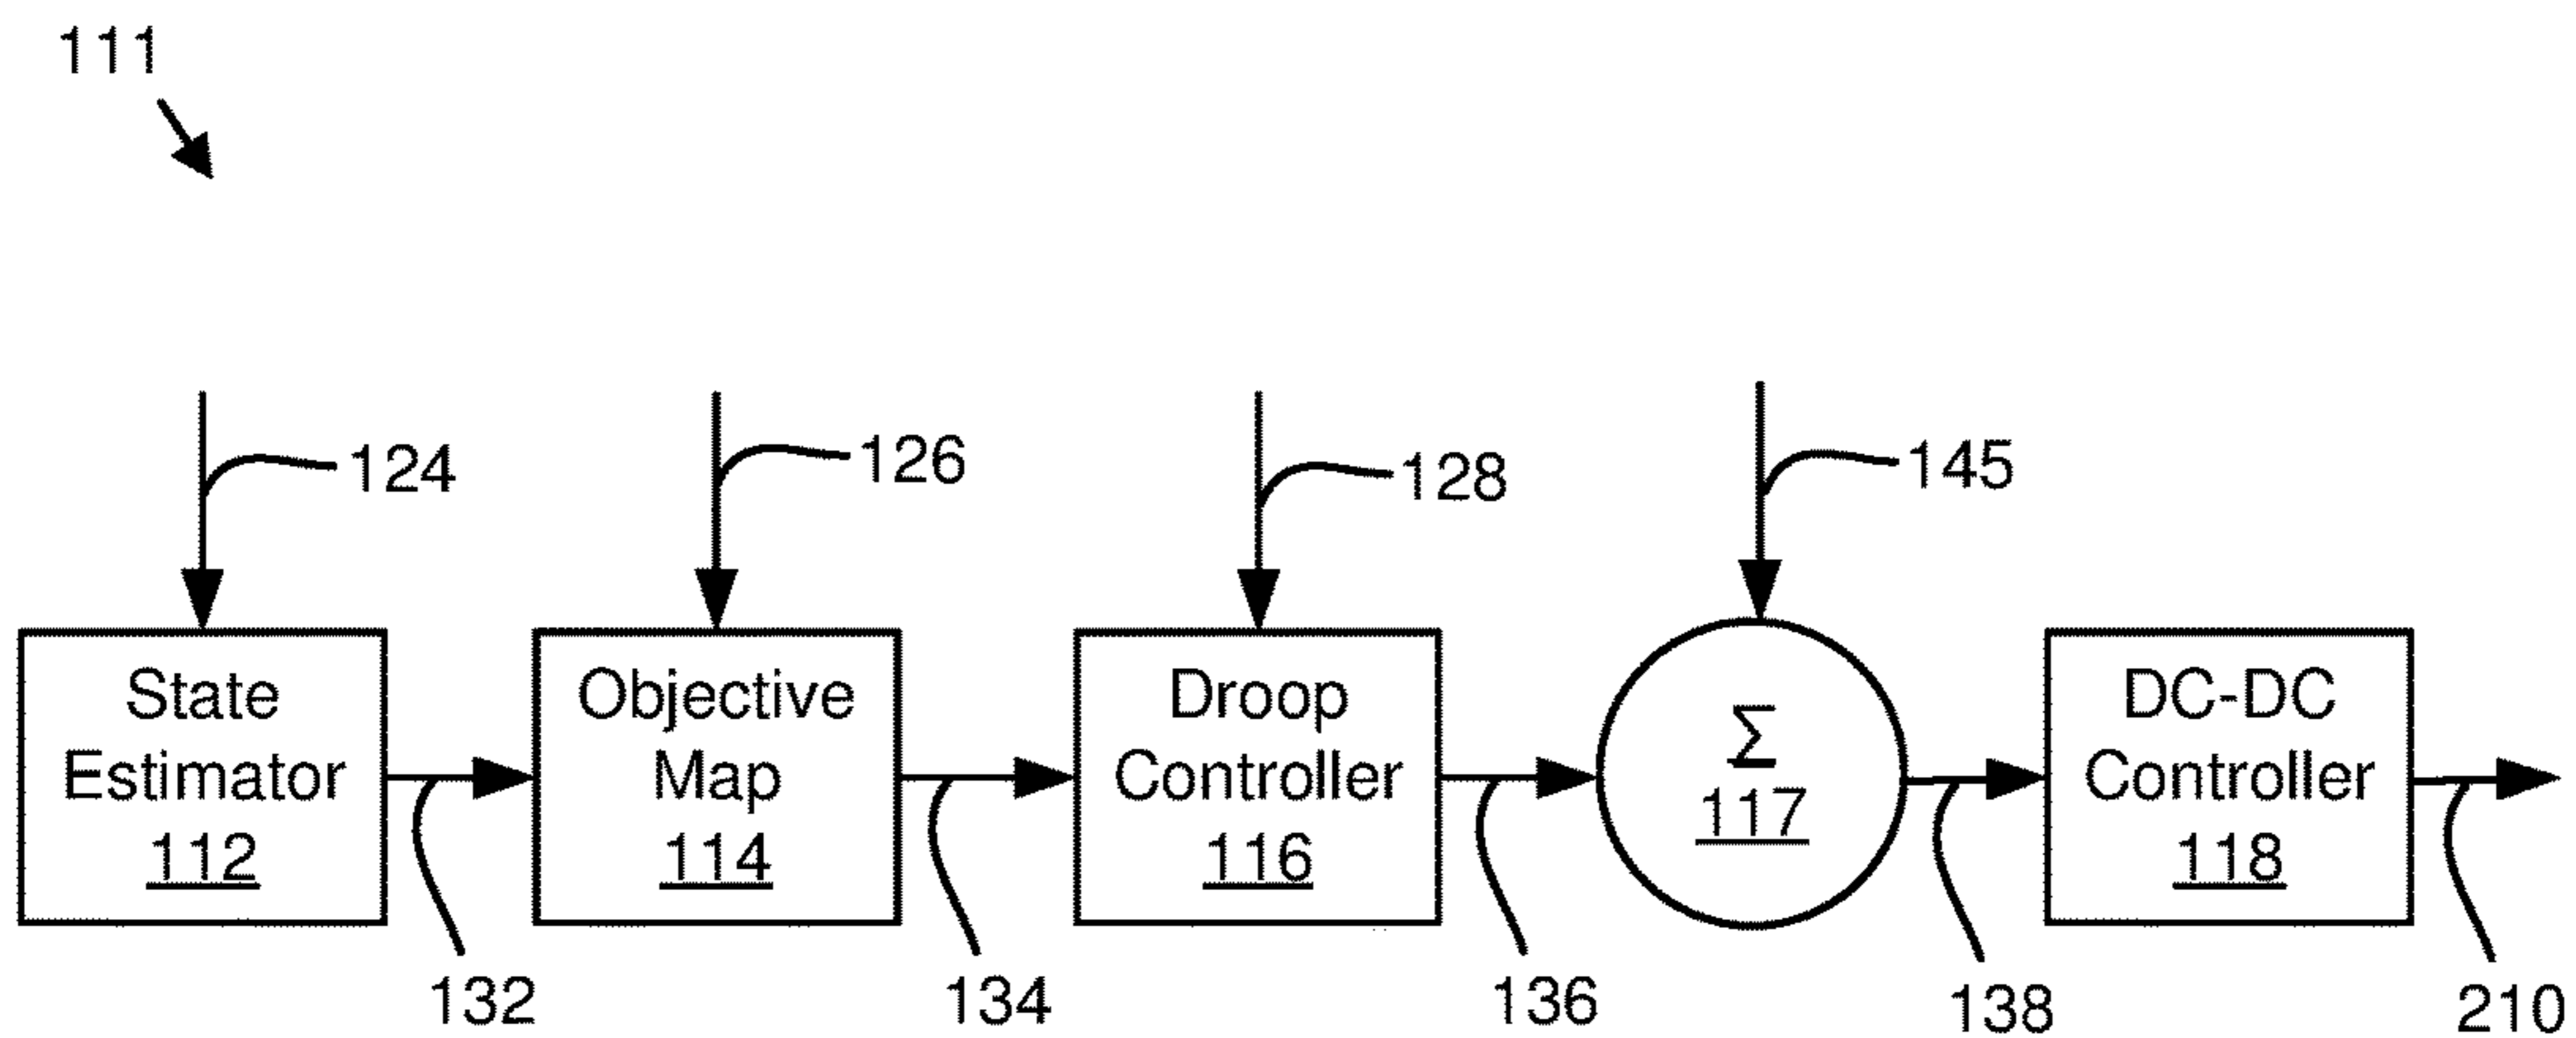 111
124
126
128
145
State
Estimator
112
Objective
Map
114
Droop
Controller
116
Σ
117
DC-DC
Controller
118
132
134
136
138
210